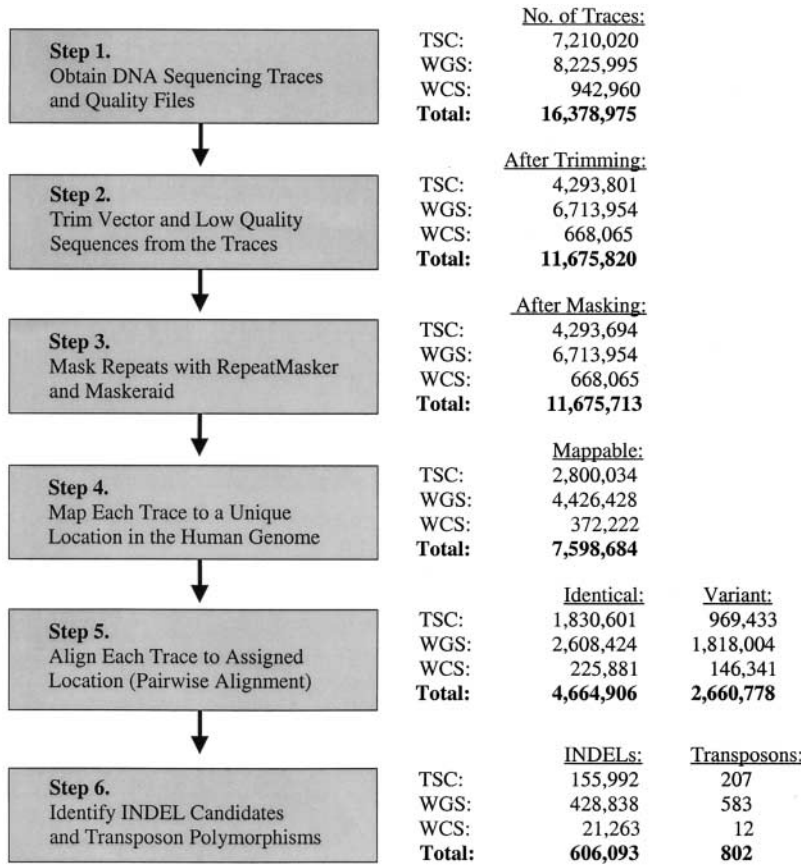 Step 1.
Obtain DNA Sequencing Traces
and Quality Files
No. of Traces:
TSC: 7,210,020
WGS: 8,225,995
WCS: 942,960
Total: 16,378,975
Step 2.
Trim Vector and Low Quality
Sequences from the Traces
After Trimming:
TSC: 4,293,801
WGS: 6,713,954
WCS: 668,065
Total: 11,675,820
Step 3.
Mask Repeats with RepeatMasker
and Maskeraid
After Masking:
TSC: 4,293,694
WGS: 6,713,954
WCS: 668,065
Total: 11,675,713
Step 4.
Map Each Trace to a Unique
Location in the Human Genome
Mappable:
TSC: 2,800,034
WGS: 4,426,428
WCS: 372,222
Total: 7,598,684
Step 5.
Align Each Trace to Assigned
Location (Pairwise Alignment)
Identical: Variant:
TSC: 1,830,601 969,433
WGS: 2,608,424 1,818,004
WCS: 225,881 146,341
Total: 4,664,906 2,660,778
Step 6.
Identify INDEL Candidates
and Transposon Polymorphisms
INDELs: Transposons:
TSC: 155,992 207
WGS: 428,838 583
WCS: 21,263 12
Total: 606,093 802